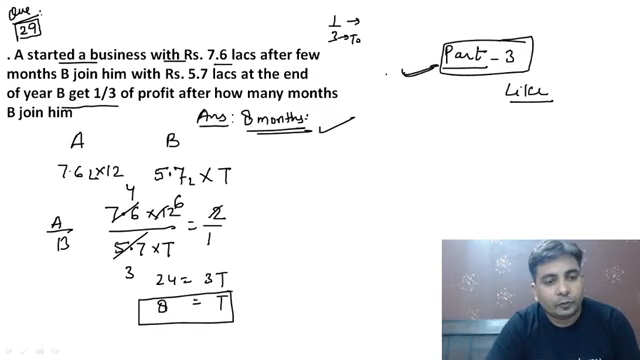 Que
29
1 →
3 → To
. A started a business with Rs. 7.6 lacs after few
months B join him with Rs. 5.7 lacs at the end
of year B get 1/3 of profit after how many months
B join him
Ans: 8 months.
Part - 3
Like
A B
7.6L×12 5.7L × T
4
A/B 7.6 × 12 6 / 5.7 × T = 2/1
3
24 = 3T
8 = T